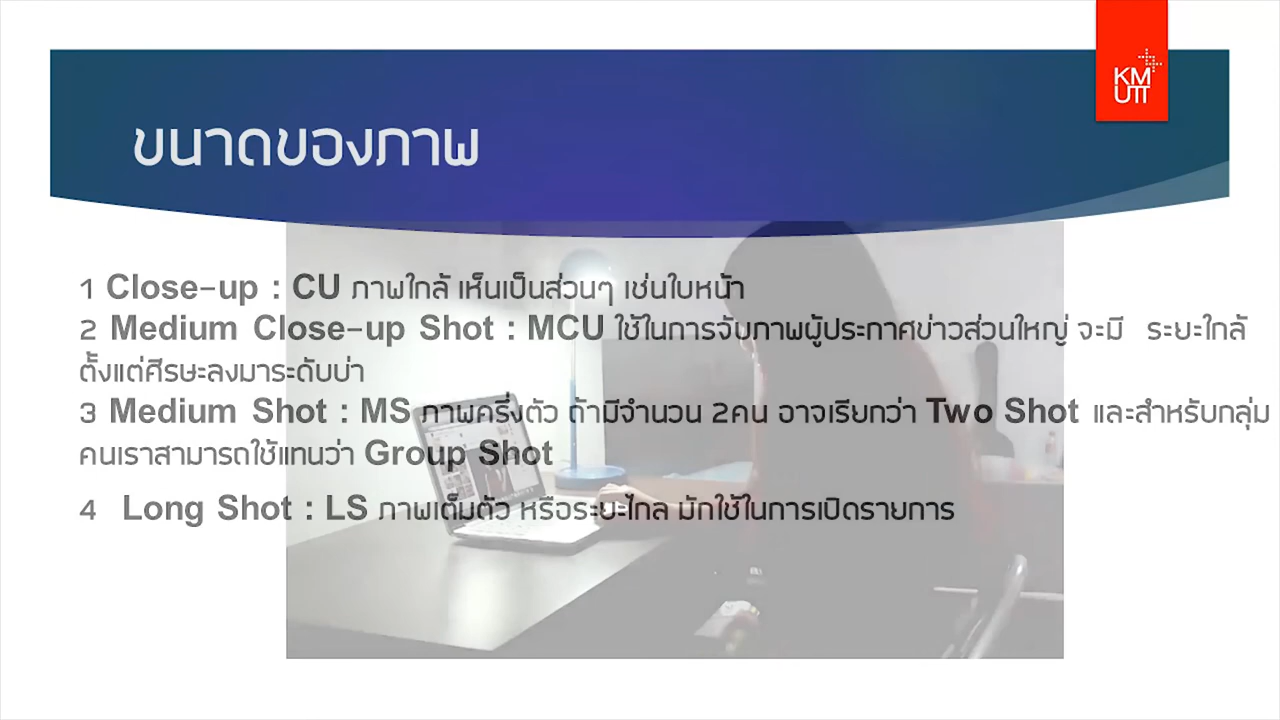 KM
UTT
ขนาดของภาพ
1 Close-up : CU ภาพใกล้ เห็นเป็นส่วนๆ เช่นใบหน้า
2 Medium Close-up Shot : MCU ใช้ในการจับภาพผู้ประกาศข่าวส่วนใหญ่ จะมี ระยะใกล้
ตั้งแต่ศีรษะลงมาระดับบ่า
3 Medium Shot : MS ภาพครึ่งตัว ถ้ามีจำนวน 2คน อาจเรียกว่า Two Shot และสำหรับกลุ่ม
คนเราสามารถใช้แทนว่า Group Shot
4 Long Shot : LS ภาพเต็มตัว หรือระยะไกล มักใช้ในการเปิดรายการ